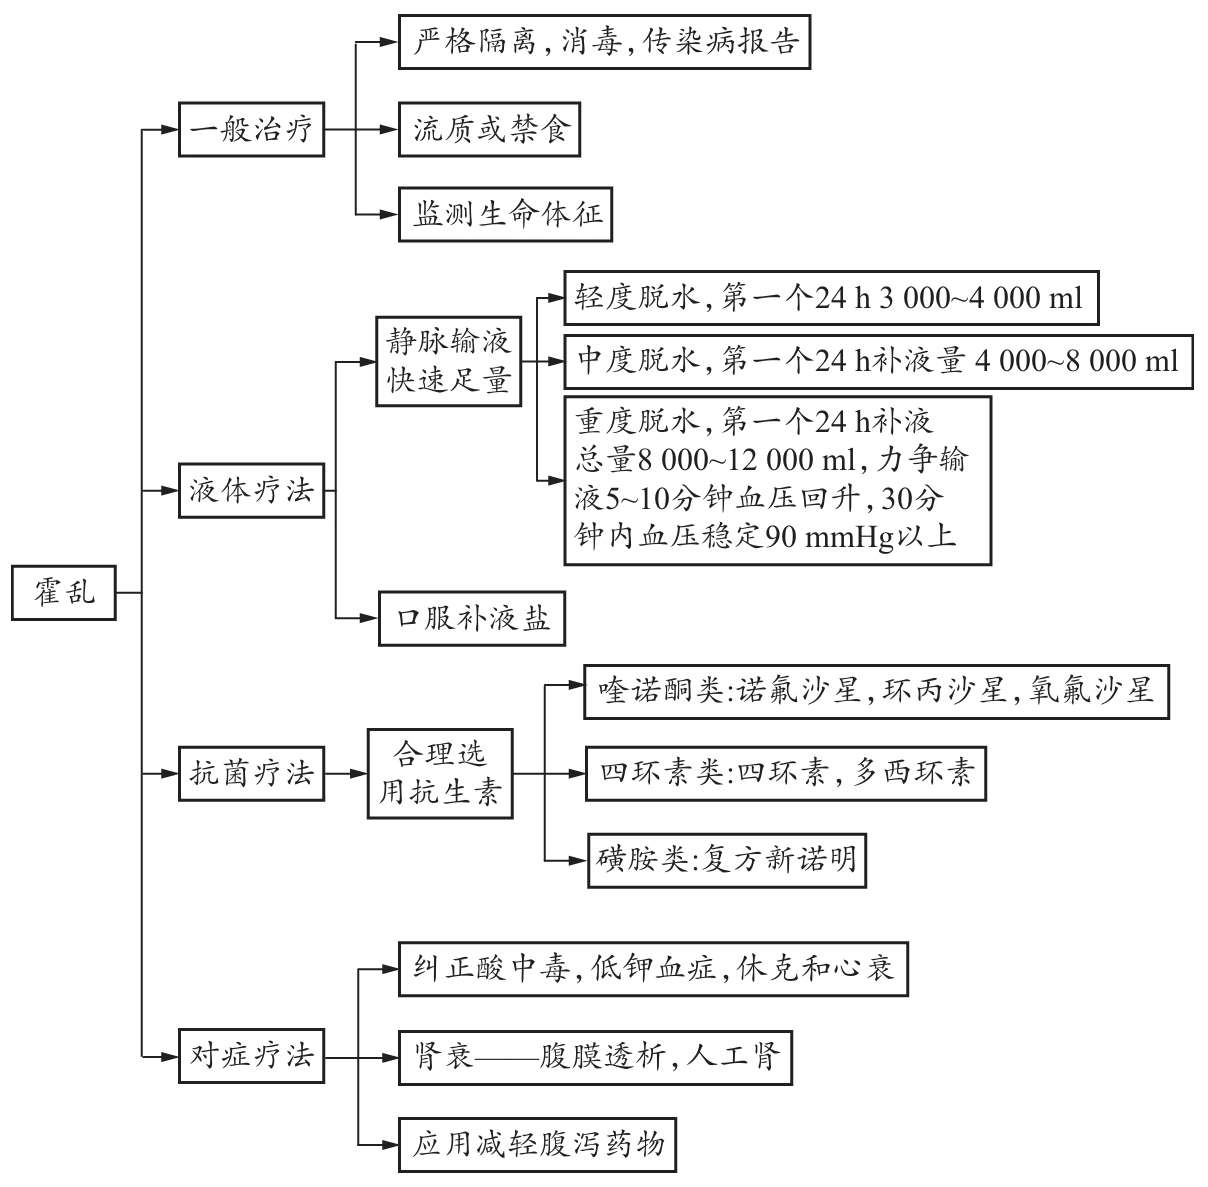 霍乱
一般治疗
严格隔离,消毒,传染病报告
流质或禁食
监测生命体征
液体疗法
静脉输液
快速足量
轻度脱水,第一个24 h 3 000~4 000 ml
中度脱水,第一个24 h补液量 4 000~8 000 ml
重度脱水,第一个24 h补液
总量8 000~12 000 ml,力争输
液5~10分钟血压回升,30分
钟内血压稳定90 mmHg以上
口服补液盐
抗菌疗法
合理选
用抗生素
喹诺酮类:诺氟沙星,环丙沙星,氧氟沙星
四环素类:四环素,多西环素
磺胺类:复方新诺明
对症疗法
纠正酸中毒,低钾血症,休克和心衰
肾衰——腹膜透析,人工肾
应用减轻腹泻药物